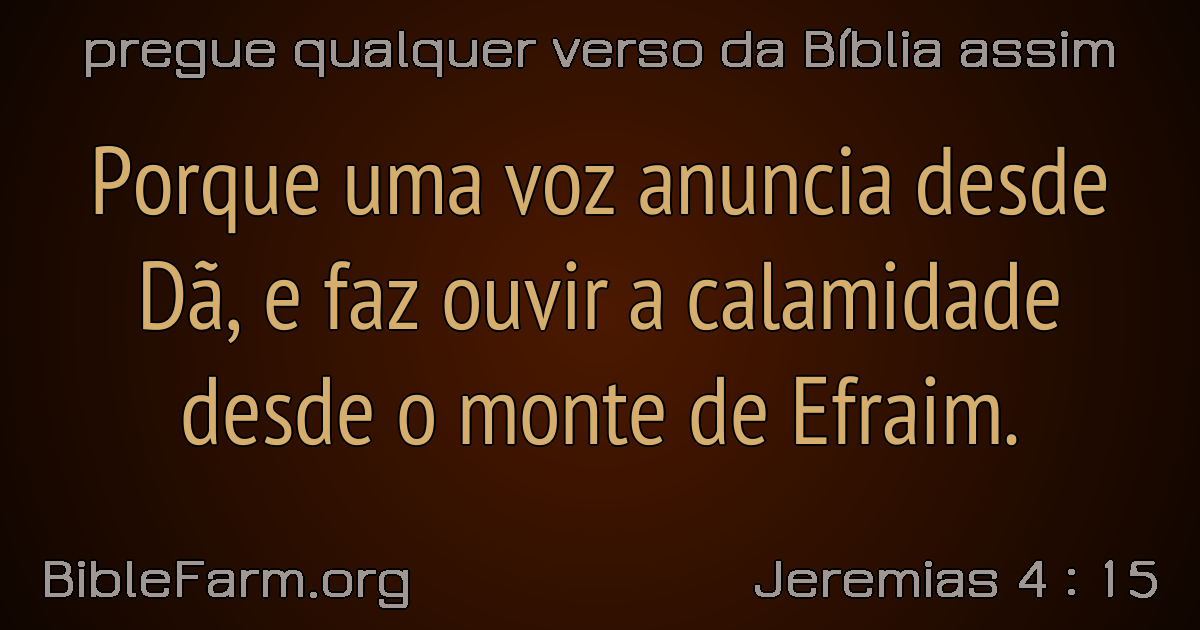 pregue qualquer verso da Bíblia assim
Porque uma voz anuncia desde
Dã, e faz ouvir a calamidade
desde o monte de Efraim.
BibleFarm.org
Jeremias 4 : 15